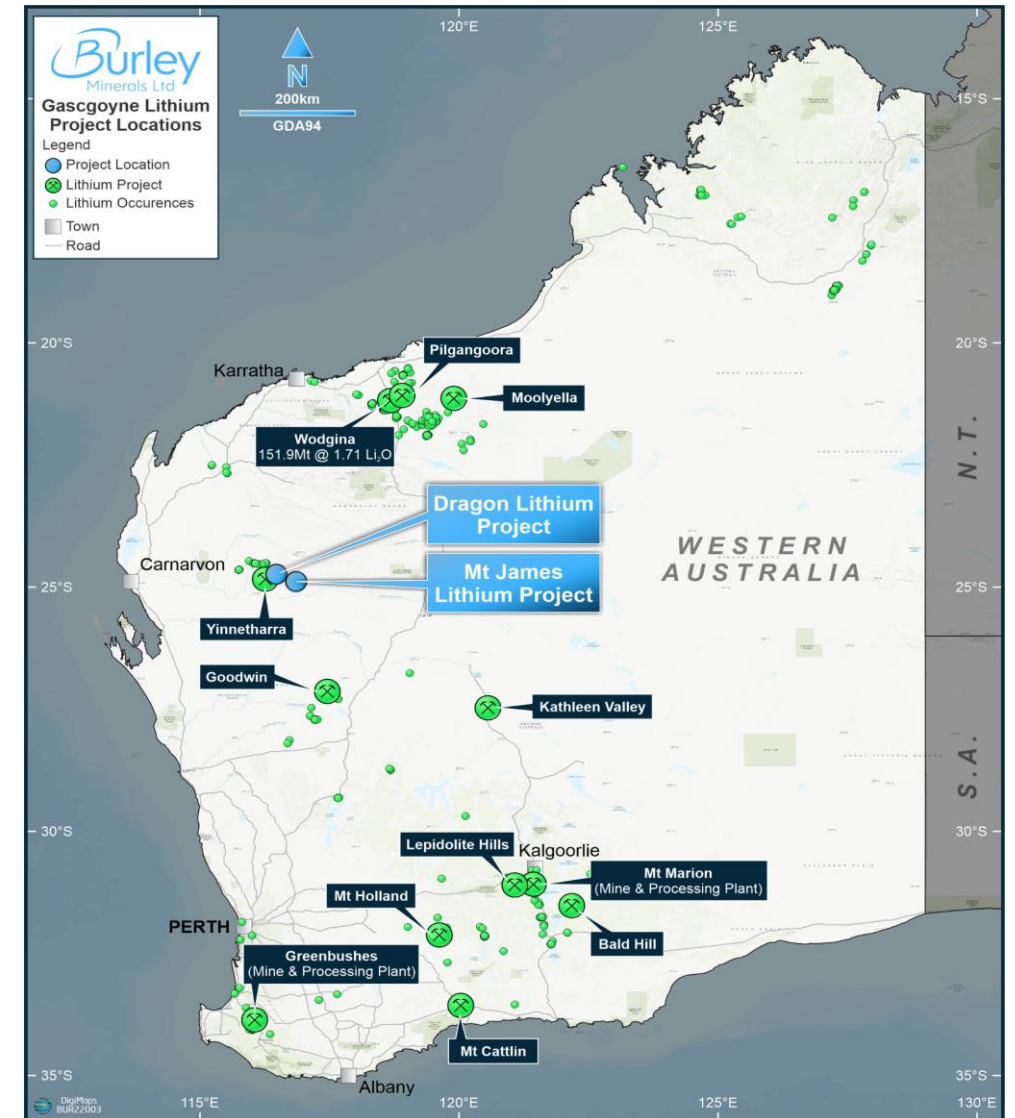 Burley
Minerals Ltd
Gascgoyne Lithium
Project Locations
Legend
Project Location
Lithium Project
Lithium Occurences
Town
Road
N
200km
GDA94
120°E
125°E
15°S
15°S
20°S
20°S
Pilgangoora
Karratha
Moolyella
Wodgina
151.9Mt @ 1.71 Li₂O
N.T.
Dragon Lithium
Project
WESTERN
AUSTRALIA
Carnarvon
Mt James
Lithium Project
25°S
25°S
Yinnetharra
Goodwin
Kathleen Valley
S.A.
30°S
30°S
Lepidolite Hills
Kalgoorlie
Mt Marion
(Mine & Processing Plant)
Mt Holland
PERTH
Bald Hill
Greenbushes
(Mine & Processing Plant)
Mt Cattlin
35°S
35°S
Albany
DigiMaps
BUR22003
115°E
120°E
125°E
130°E